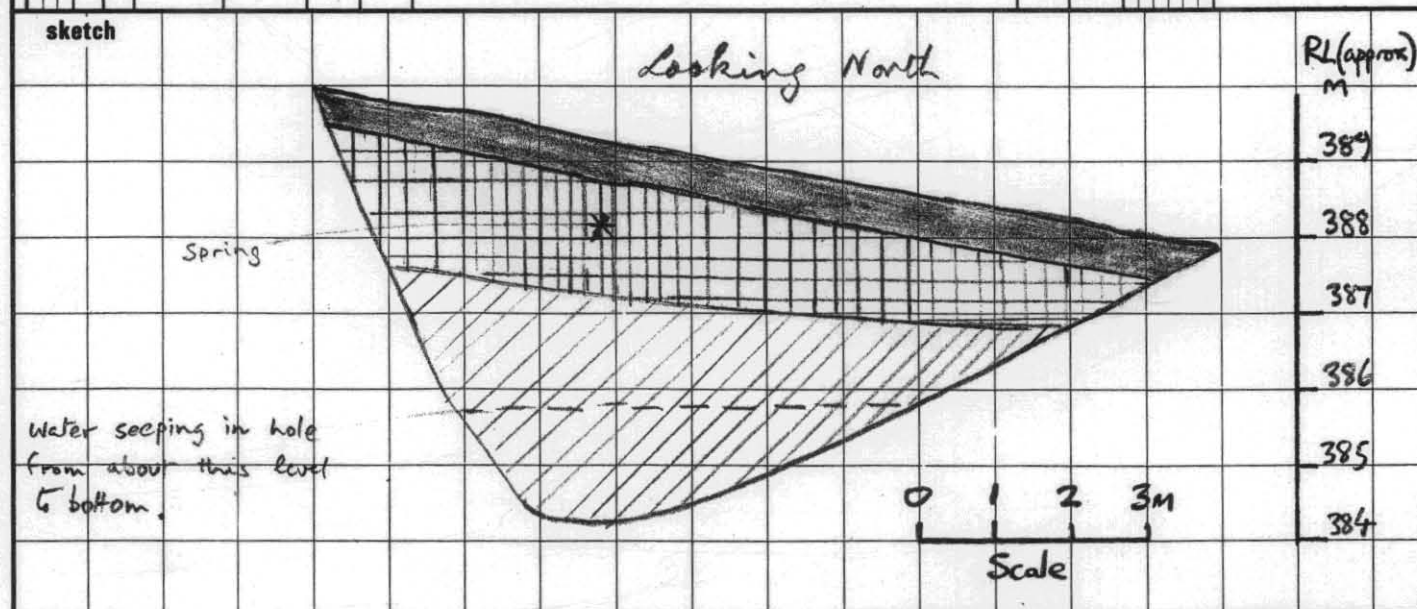 sketch
Looking North
RL (approx)
M
389
388
Spring
387
386
water seeping in hole
from about this level
to bottom.
385
0 1 2 3M
384
Scale